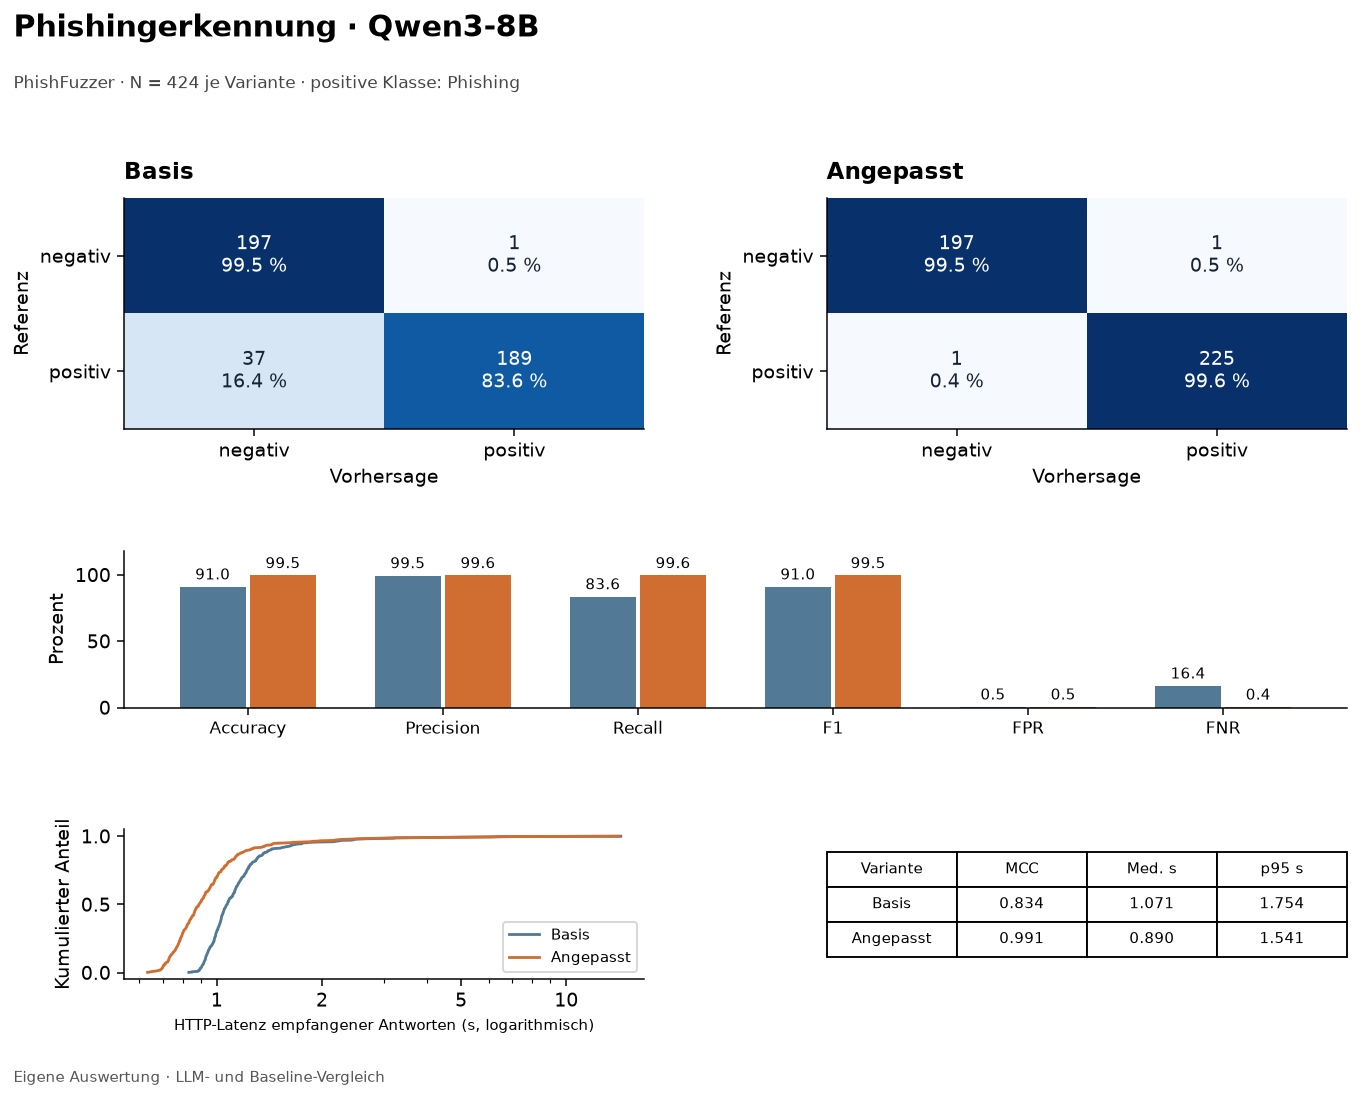 Phishingerkennung · Qwen3-8B
PhishFuzzer · N = 424 je Variante · positive Klasse: Phishing
Basis
Referenz
negativ
positiv
197
99.5 %
1
0.5 %
37
16.4 %
189
83.6 %
negativ
positiv
Vorhersage
Angepasst
Referenz
negativ
positiv
197
99.5 %
1
0.5 %
1
0.4 %
225
99.6 %
negativ
positiv
Vorhersage
Prozent
100
50
0
91.0
99.5
99.5
99.6
83.6
99.6
91.0
99.5
0.5
0.5
16.4
0.4
Accuracy
Precision
Recall
F1
FPR
FNR
Kumulierter Anteil
1.0
0.5
0.0
Basis
Angepasst
1
2
5
10
HTTP-Latenz empfangener Antworten (s, logarithmisch)
Variante MCC Med. s p95 s
Basis 0.834 1.071 1.754
Angepasst 0.991 0.890 1.541
Eigene Auswertung · LLM- und Baseline-Vergleich